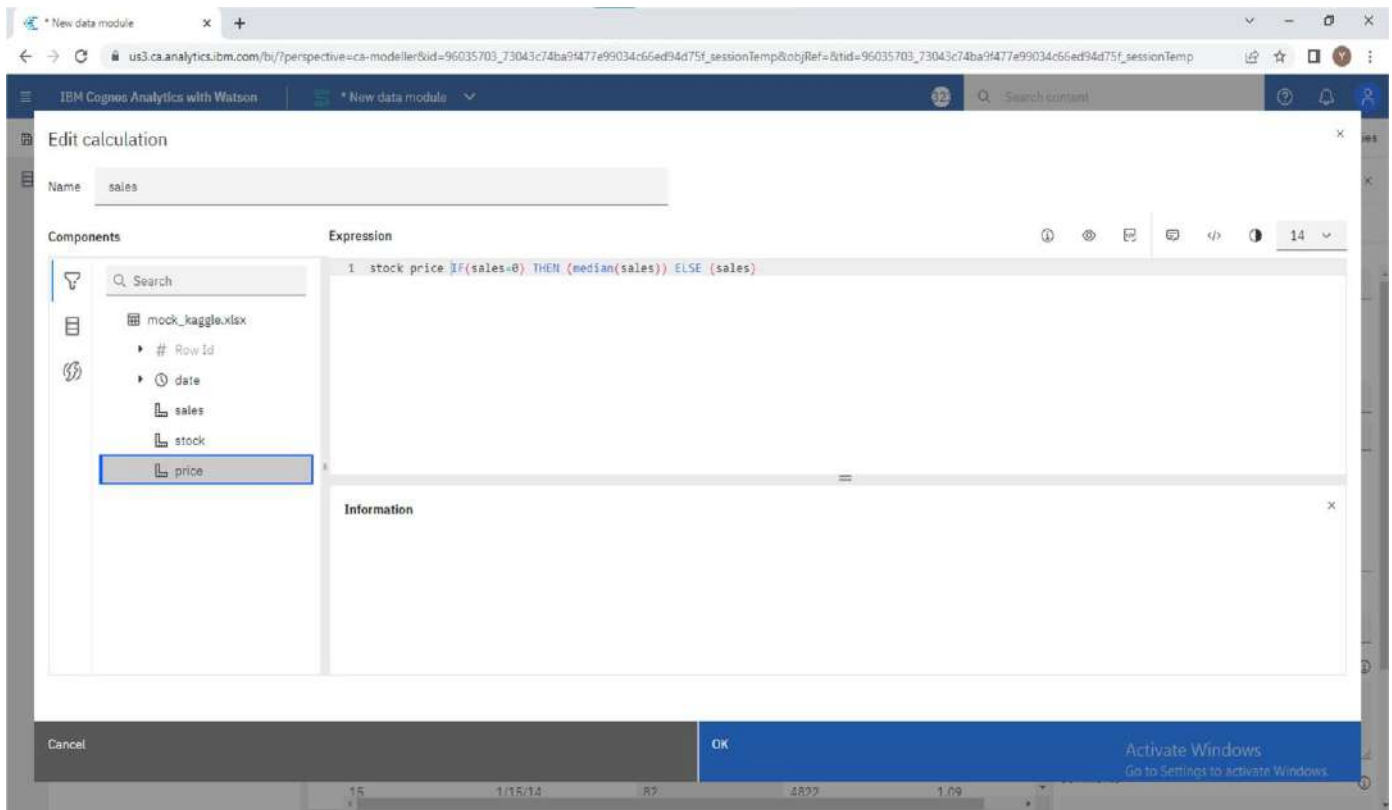 * New data module
us3.ca.analytics.ibm.com/bi/?perspective=ca-modeller&id=96035703_73043c74ba9f477e99034c66ed94d75f_sessionTemp&objRef=&tid=96035703_73043c74ba9f477e99034c66ed94d75f_sessionTemp
Y
IBM Cognos Analytics with Watson
* New data module
32
Search content
Edit calculation
ies
Name
sales
Components
Expression
14
1 stock price IF(sales=0) THEN (median(sales)) ELSE (sales)
Search
mock_kaggle.xlsx
# Row Id
date
sales
stock
price
Information
Cancel
OK
Activate Windows
Go to Settings to activate Windows.
15 1/15/14 82 4822 1.09